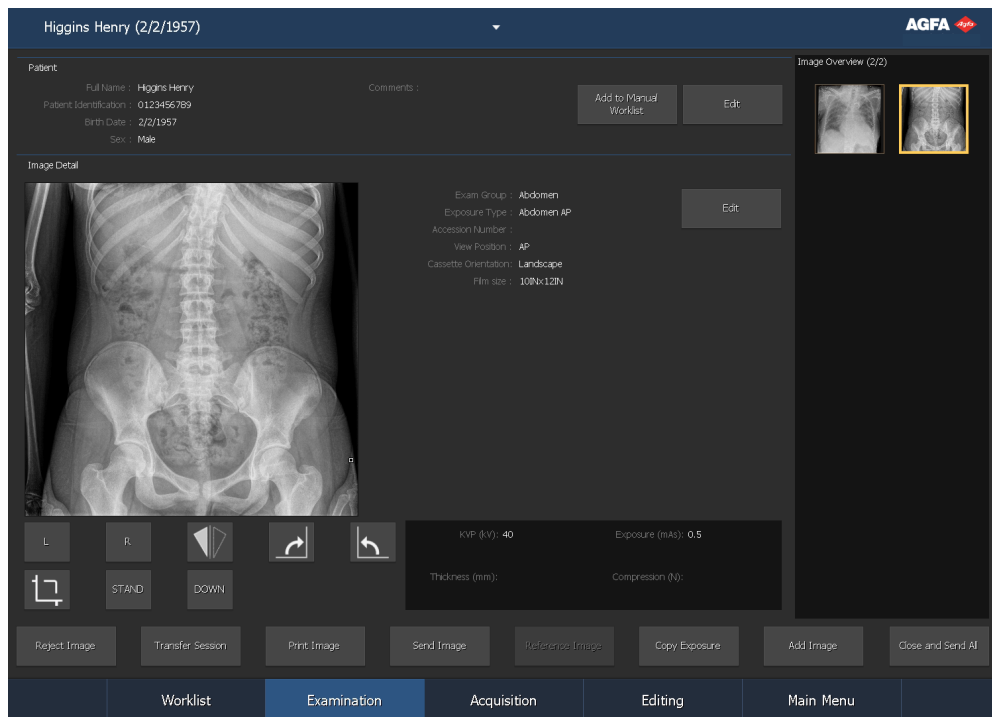 Higgins Henry (2/2/1957)
AGFA
Patient
Full Name : Higgins Henry
Comments :
Patient Identification : 0123456789
Birth Date : 2/2/1957
Sex : Male
Add to Manual
Worklist
Edit
Image Overview (2/2)
Image Detail
Exam Group : Abdomen
Exposure Type : Abdomen AP
Accession Number :
View Position : AP
Cassette Orientation: Landscape
Film size : 10INx12IN
Edit
L
R
STAND
DOWN
KVP (kV): 40
Exposure (mAs): 0.5
Thickness (mm):
Compression (N):
Reject Image
Transfer Session
Print Image
Send Image
Reference Image
Copy Exposure
Add Image
Close and Send All
Worklist
Examination
Acquisition
Editing
Main Menu